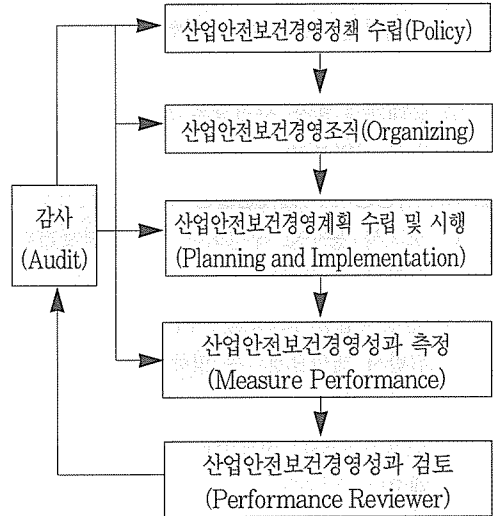 산업안전보건경영정책 수립(Policy)
산업안전보건경영조직(Organizing)
감사
(Audit)
산업안전보건경영계획 수립 및 시행
(Planning and Implementation)
산업안전보건경영성과 측정
(Measure Performance)
산업안전보건경영성과 검토
(Performance Reviewer)